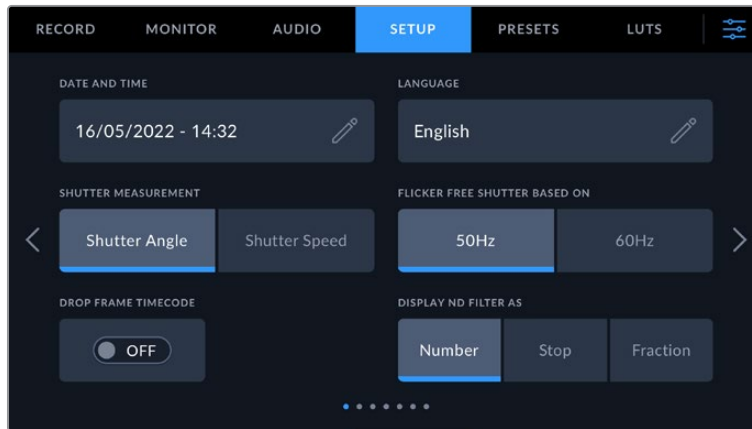 RECORD MONITOR AUDIO SETUP PRESETS LUTS
DATE AND TIME
16/05/2022 - 14:32
LANGUAGE
English
SHUTTER MEASUREMENT
Shutter Angle Shutter Speed
FLICKER FREE SHUTTER BASED ON
50Hz 60Hz
DROP FRAME TIMECODE
OFF
DISPLAY ND FILTER AS
Number Stop Fraction